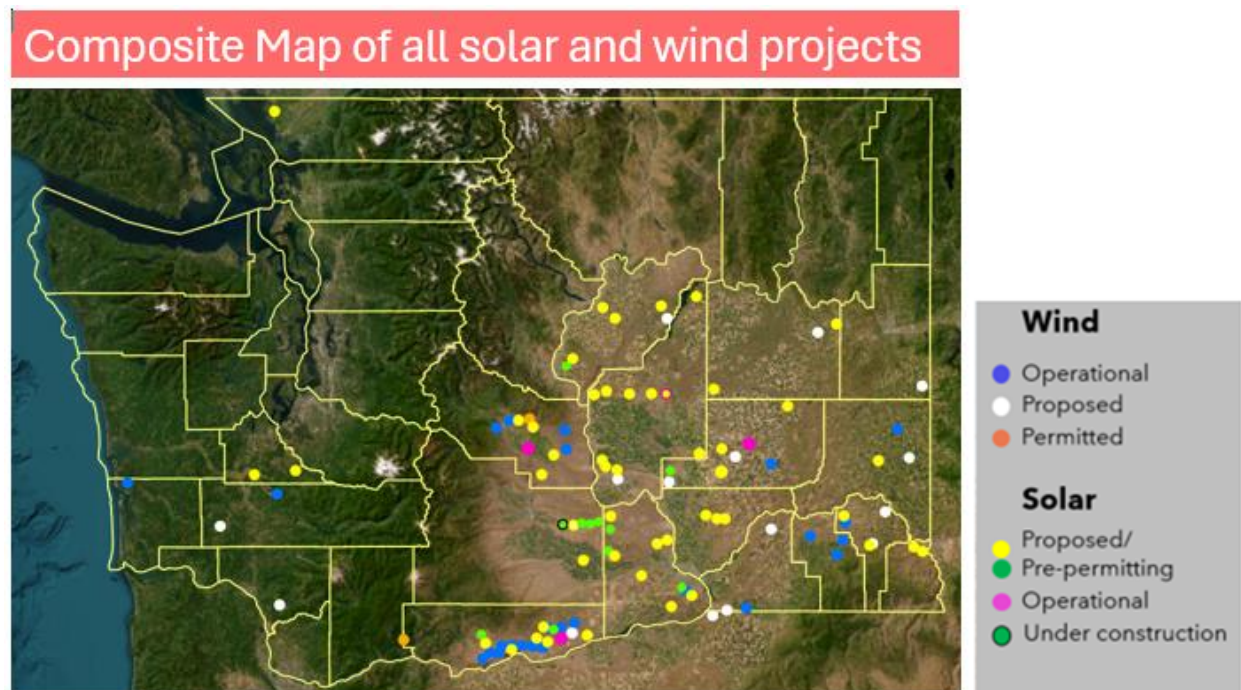 Composite Map of all solar and wind projects
Wind
Operational
Proposed
Permitted
Solar
Proposed/
Pre-permitting
Operational
Under construction